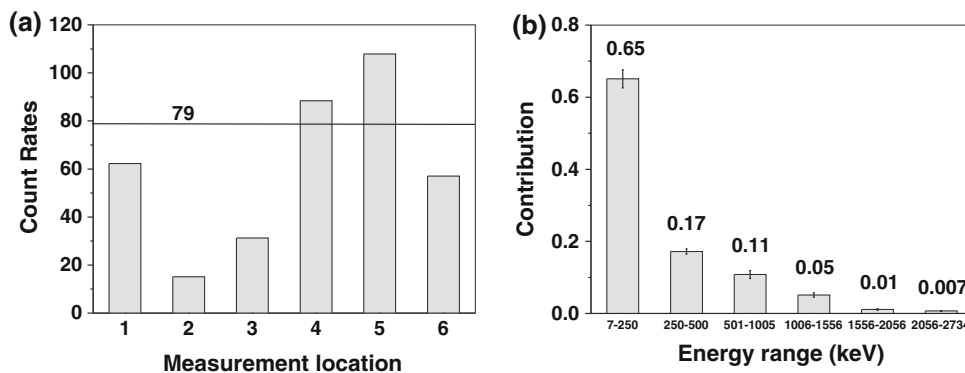 (a)
120
100
80
60
40
20
0
Count Rates
79
1 2 3 4 5 6
Measurement location
(b)
0.8
0.6
0.4
0.2
0.0
Contribution
0.65
0.17
0.11
0.05
0.01
0.007
7-250 250-500 501-1005 1006-1556 1556-2056 2056-2734
Energy range (keV)